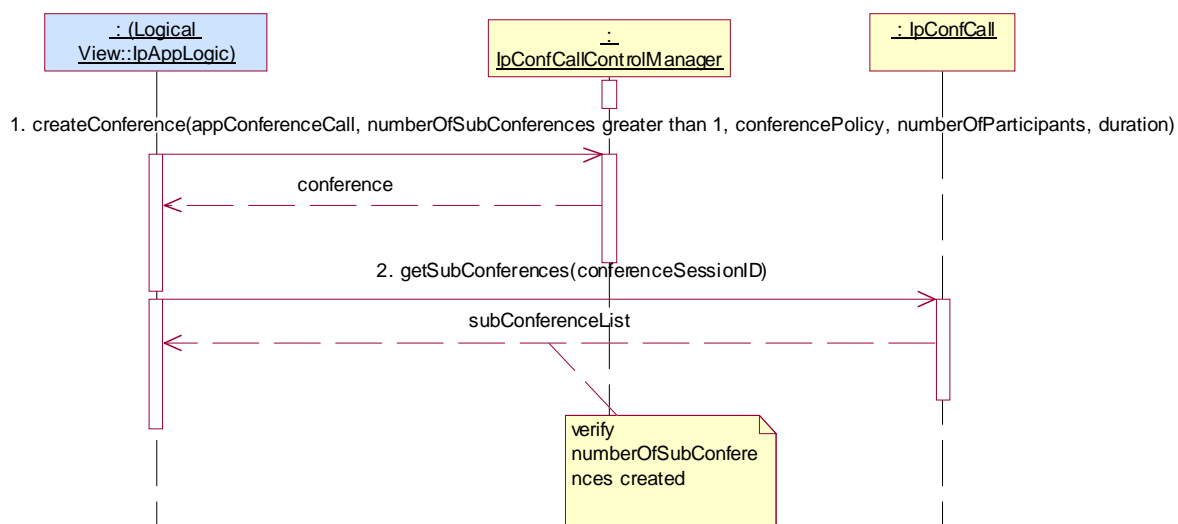 : (Logical
View::IpAppLogic)
:
IpConfCallControlManager
: IpConfCall
1. createConference(appConferenceCall, numberOfSubConferences greater than 1, conferencePolicy, numberOfParticipants, duration)
conference
2. getSubConferences(conferenceSessionID)
subConferenceList
verify
numberOfSubConfere
nces created